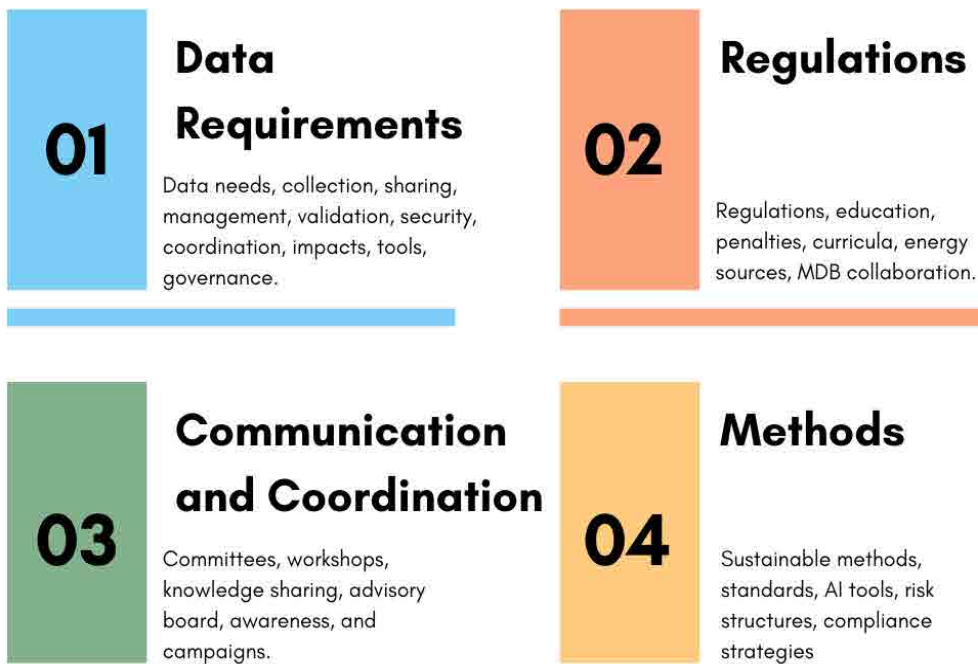 01
Data
Requirements
Data needs, collection, sharing,
management, validation, security,
coordination, impacts, tools,
governance.
02
Regulations
Regulations, education,
penalties, curricula, energy
sources, MDB collaboration.
03
Communication
and Coordination
Committees, workshops,
knowledge sharing, advisory
board, awareness, and
campaigns.
04
Methods
Sustainable methods,
standards, AI tools, risk
structures, compliance
strategies